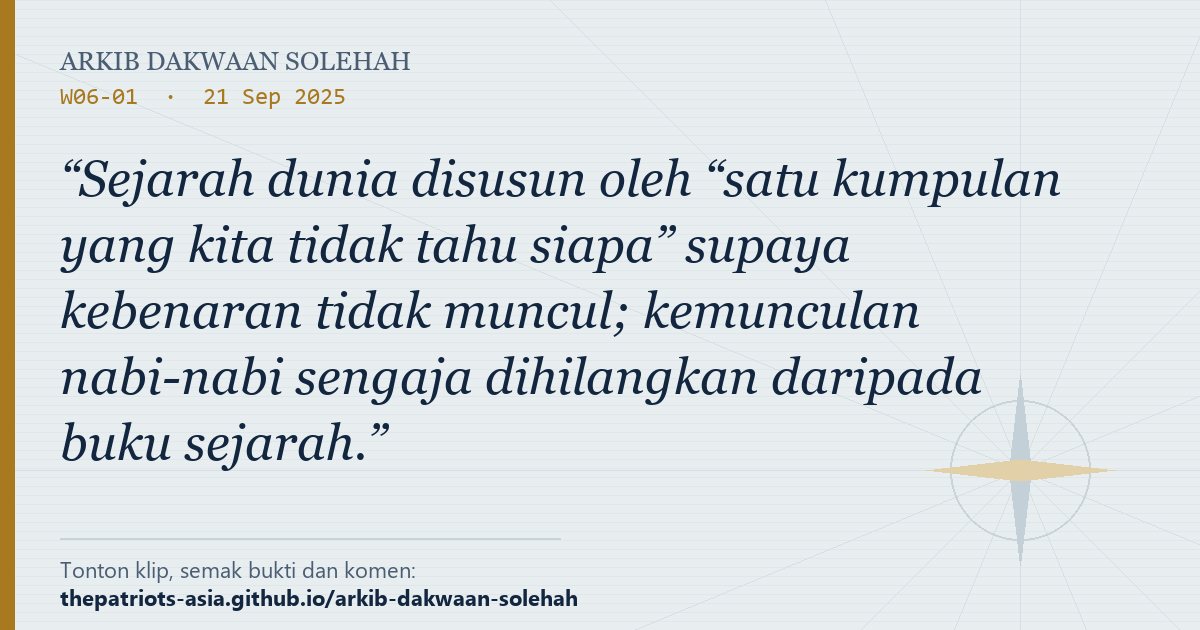 ARKIB DAKWAAN SOLEHAH
W06-01 · 21 Sep 2025
“Sejarah dunia disusun oleh “satu kumpulan
yang kita tidak tahu siapa” supaya
kebenaran tidak muncul; kemunculan
nabi-nabi sengaja dihilangkan daripada
buku sejarah.”
Tonton klip, semak bukti dan komen:
thepatriots-asia.github.io/arkib-dakwaan-solehah